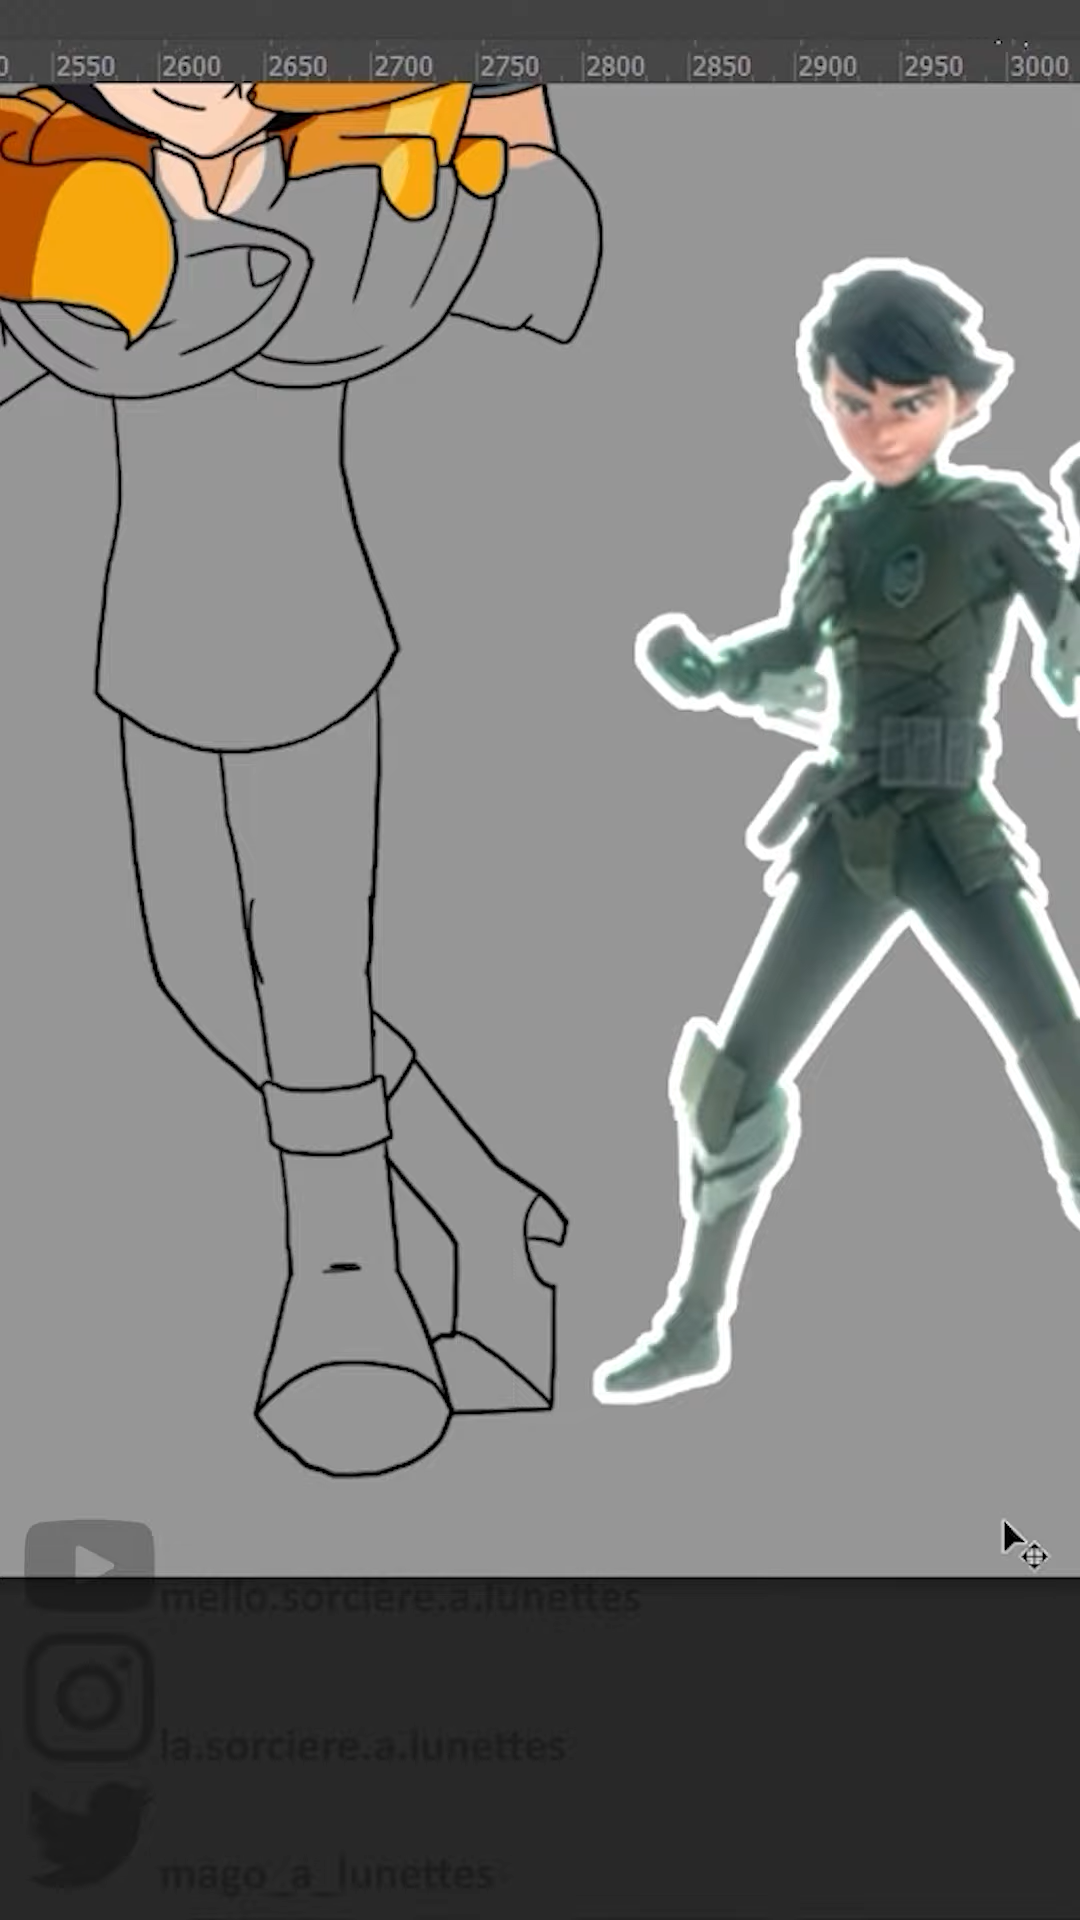 2550 2600 2650 2700 2750 2800 2850 2900 2950 3000
mello.sorciere.a.lunettes
la.sorciere.a.lunettes
mago_a_lunettes